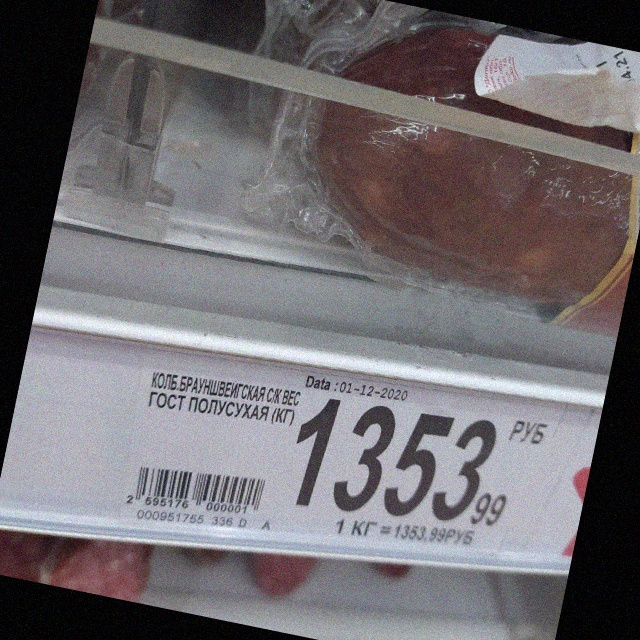 КОЛБ.БРАУНШВЕЙГСКАЯ С/К ВЕС
ГОСТ ПОЛУСУХАЯ (КГ)
Data :01-12-2020
1353 99 РУБ
2 595176 000001
000951755 336 D A
1 КГ = 1353.99РУБ